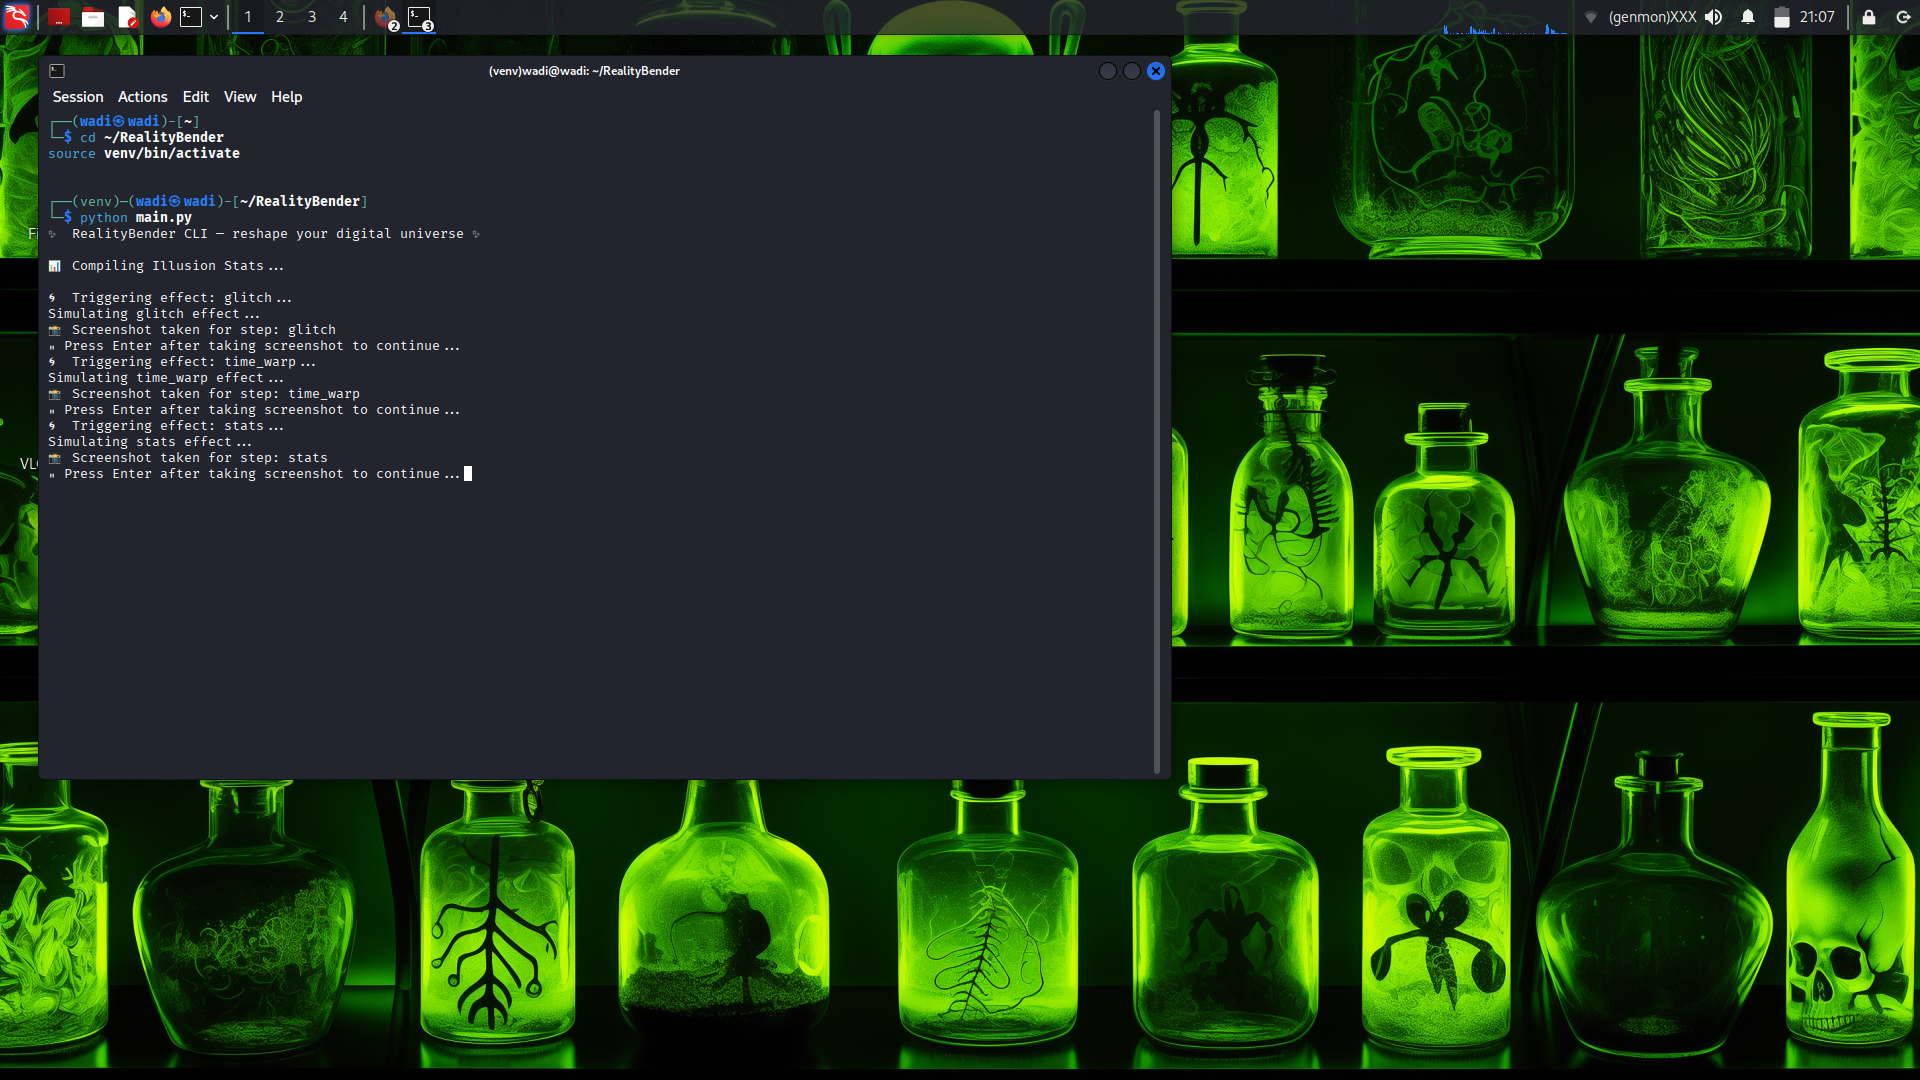 1 2 3 4 2 3 (genmon)XXX 21:07
(venv)wadi@wadi: ~/RealityBender
Session Actions Edit View Help
┌──(wadi㉿wadi)-[~]
└─$ cd ~/RealityBender
source venv/bin/activate
┌──(venv)─(wadi㉿wadi)-[~/RealityBender]
└─$ python main.py
✨ RealityBender CLI — reshape your digital universe ✨
📊 Compiling Illusion Stats...
🌀 Triggering effect: glitch...
Simulating glitch effect...
📸 Screenshot taken for step: glitch
⏸ Press Enter after taking screenshot to continue...
🌀 Triggering effect: time_warp...
Simulating time_warp effect...
📸 Screenshot taken for step: time_warp
⏸ Press Enter after taking screenshot to continue...
🌀 Triggering effect: stats...
Simulating stats effect...
📸 Screenshot taken for step: stats
⏸ Press Enter after taking screenshot to continue...
Fi
VL